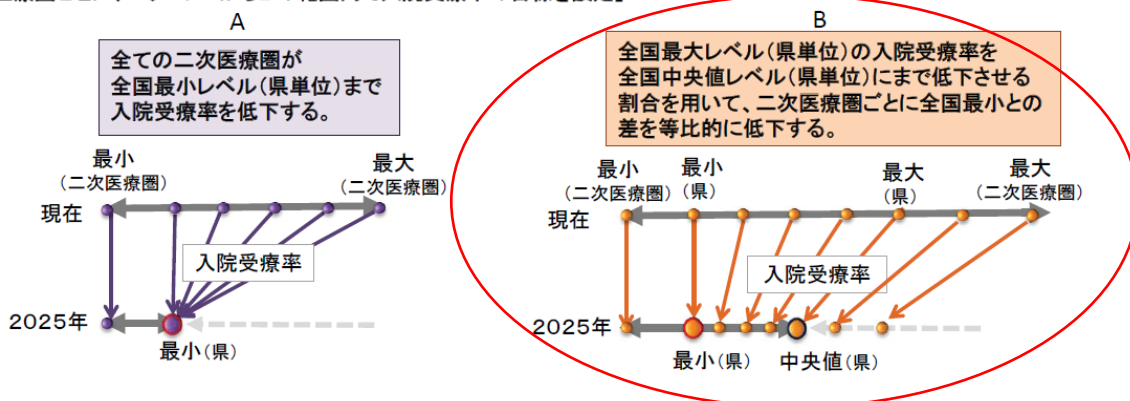 A
全ての二次医療圏が
全国最小レベル(県単位)まで
入院受療率を低下する。
最小
(二次医療圏)
最大
(二次医療圏)
現在
入院受療率
2025年
最小(県)
B
全国最大レベル(県単位)の入院受療率を
全国中央値レベル(県単位)にまで低下させる
割合を用いて、二次医療圏ごとに全国最小との
差を等比的に低下する。
最小
(二次医療圏)
最小
(県)
最大
(県)
最大
(二次医療圏)
現在
入院受療率
2025年
最小(県)
中央値(県)